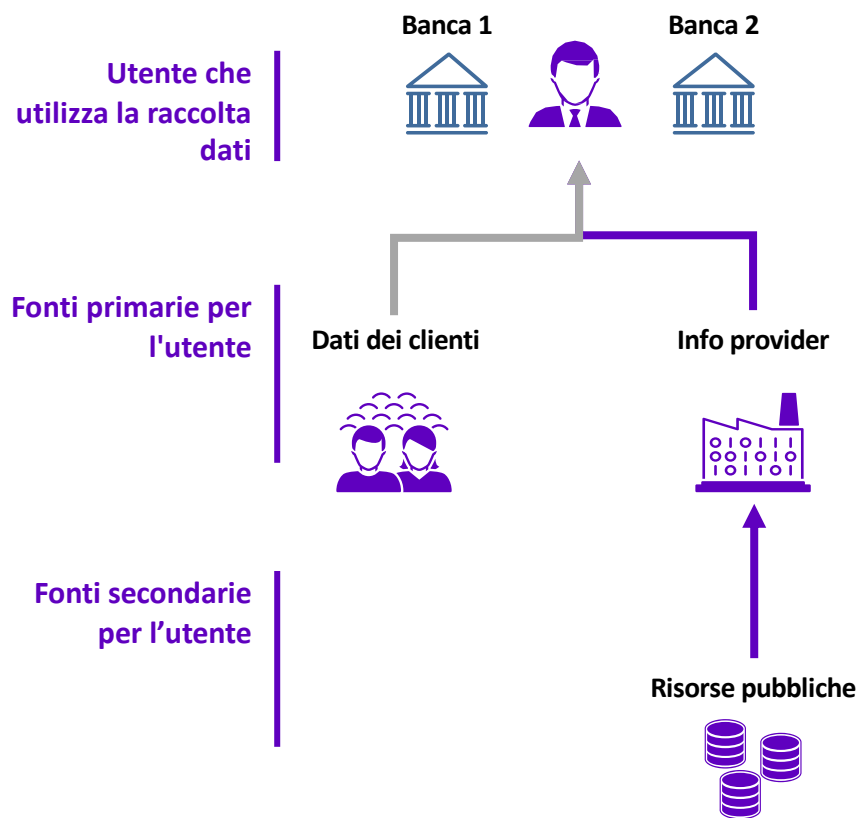 Banca 1
Banca 2
Utente che
utilizza la raccolta
dati
Fonti primarie per
l'utente
Dati dei clienti
Info provider
Fonti secondarie
per l’utente
Risorse pubbliche